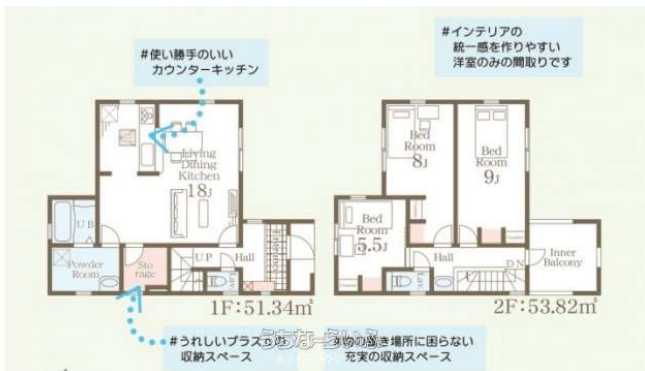 #使い勝手のいい
カウンターキッチン
#インテリアの
統一感を作りやすい
洋室のみの間取りです
Living
Dining
Kitchen
18J
UB
Powder
Room
Sto
rage
UP
Hall
1F:51.34㎡
Bed
Room
8J
Bed
Room
9J
Bed
Room
5.5J
Hall
DN
Inner
Balcony
2F:53.82㎡
#うれしいプラスαの
収納スペース
#物の置き場所に困らない
充実の収納スペース